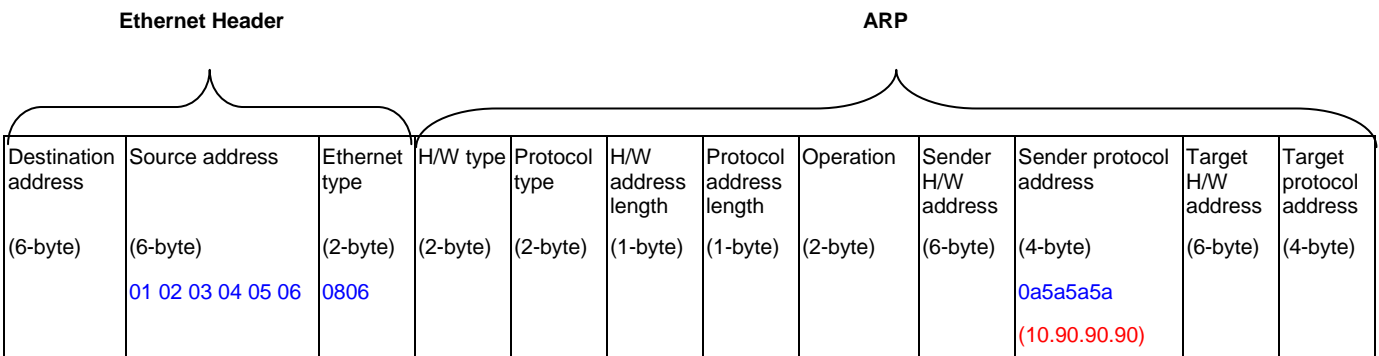 Ethernet Header ARP
Destination address Source address Ethernet type H/W type Protocol type H/W address length Protocol address length Operation Sender H/W address Sender protocol address Target H/W address Target protocol address
(6-byte) (6-byte) (2-byte) (2-byte) (2-byte) (1-byte) (1-byte) (2-byte) (6-byte) (4-byte) (6-byte) (4-byte)
01 02 03 04 05 06 0806 0a5a5a5a
(10.90.90.90)